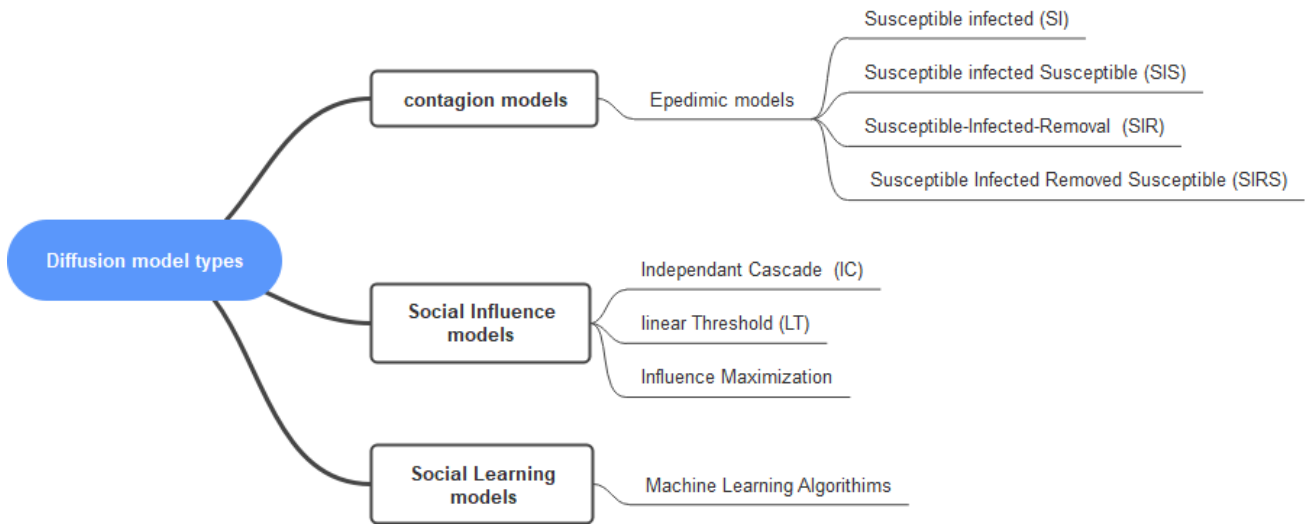 Susceptible infected (SI)
Susceptible infected Susceptible (SIS)
contagion models
Epedimic models
Susceptible-Infected-Removal (SIR)
Susceptible Infected Removed Susceptible (SIRS)
Diffusion model types
Independant Cascade (IC)
Social Influence
models
linear Threshold (LT)
Influence Maximization
Social Learning
models
Machine Learning Algorithims